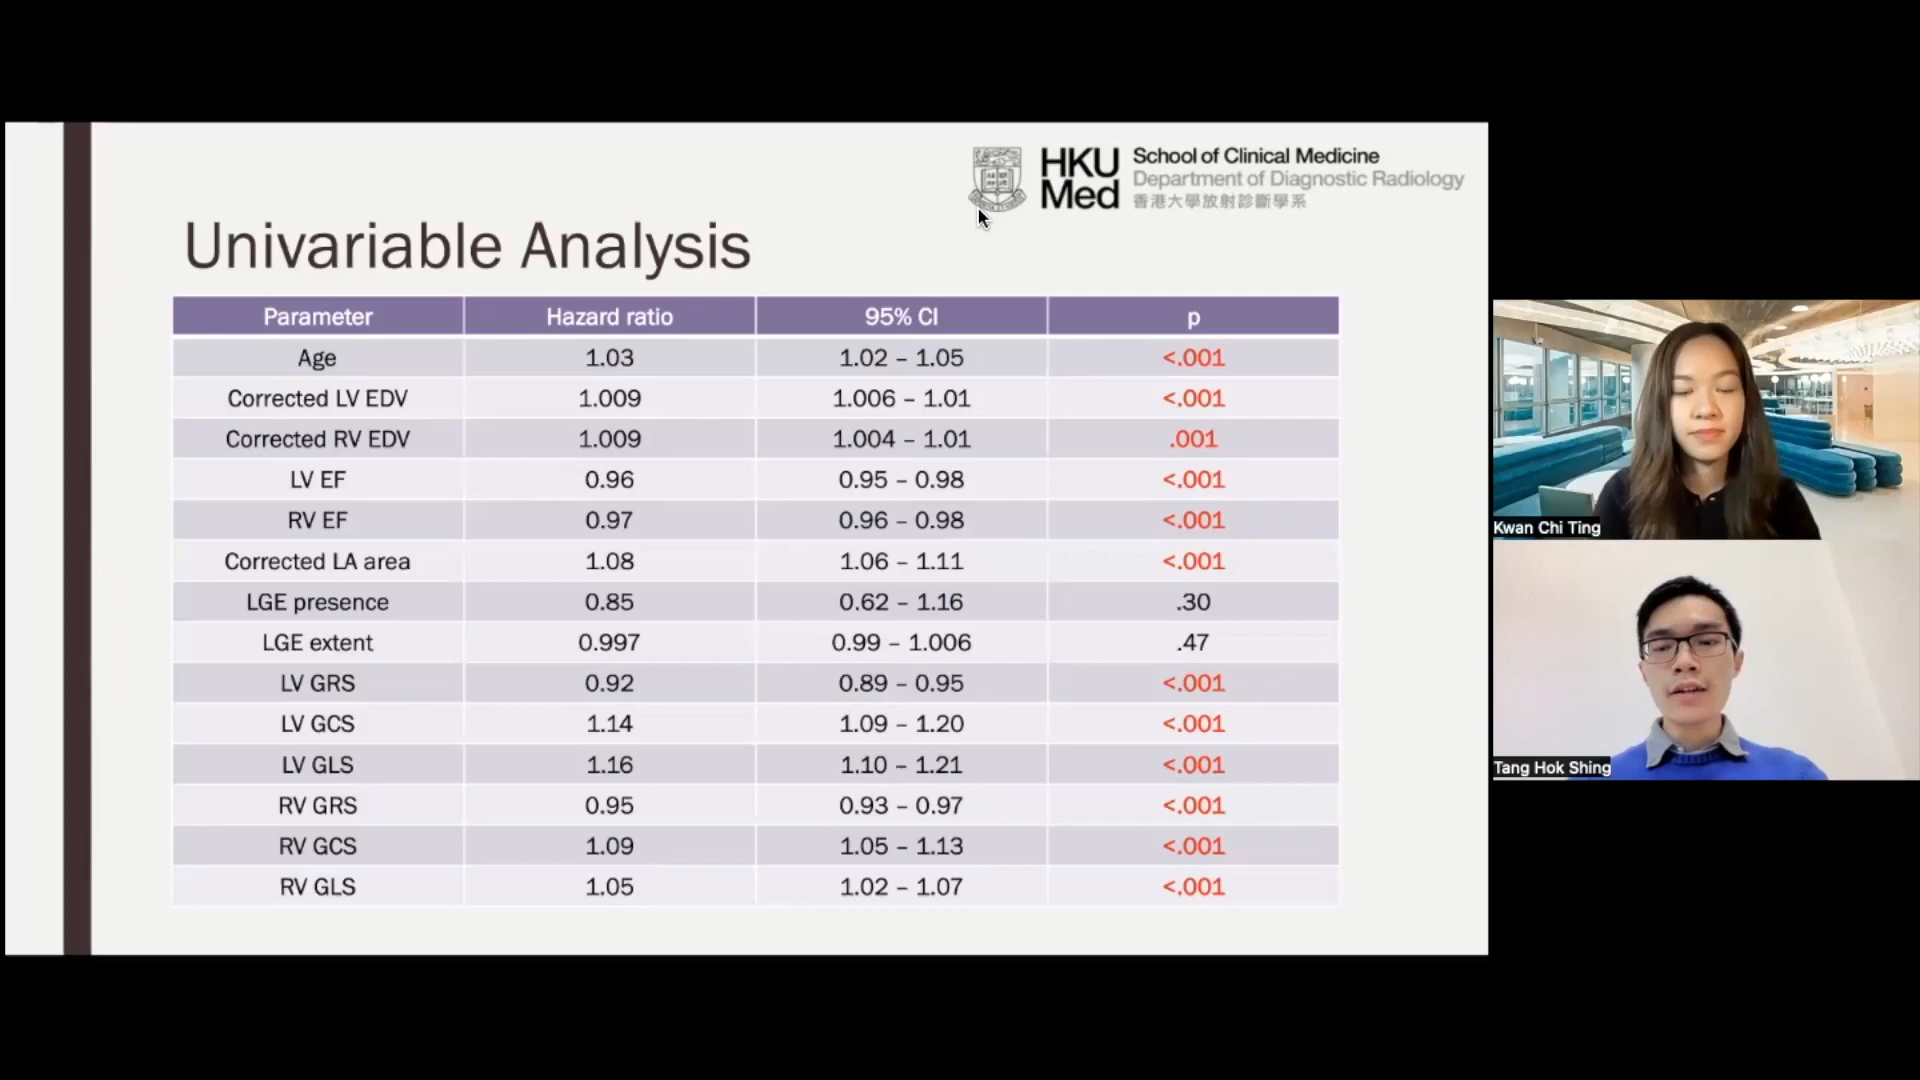 HKU
Med
School of Clinical Medicine
Department of Diagnostic Radiology
香港大學放射診斷學系
Univariable Analysis
Parameter Hazard ratio 95% CI p
Age 1.03 1.02 – 1.05 <.001
Corrected LV EDV 1.009 1.006 – 1.01 <.001
Corrected RV EDV 1.009 1.004 – 1.01 .001
LV EF 0.96 0.95 – 0.98 <.001
RV EF 0.97 0.96 – 0.98 <.001
Corrected LA area 1.08 1.06 – 1.11 <.001
LGE presence 0.85 0.62 – 1.16 .30
LGE extent 0.997 0.99 – 1.006 .47
LV GRS 0.92 0.89 – 0.95 <.001
LV GCS 1.14 1.09 – 1.20 <.001
LV GLS 1.16 1.10 – 1.21 <.001
RV GRS 0.95 0.93 – 0.97 <.001
RV GCS 1.09 1.05 – 1.13 <.001
RV GLS 1.05 1.02 – 1.07 <.001
Kwan Chi Ting
Tang Hok Shing